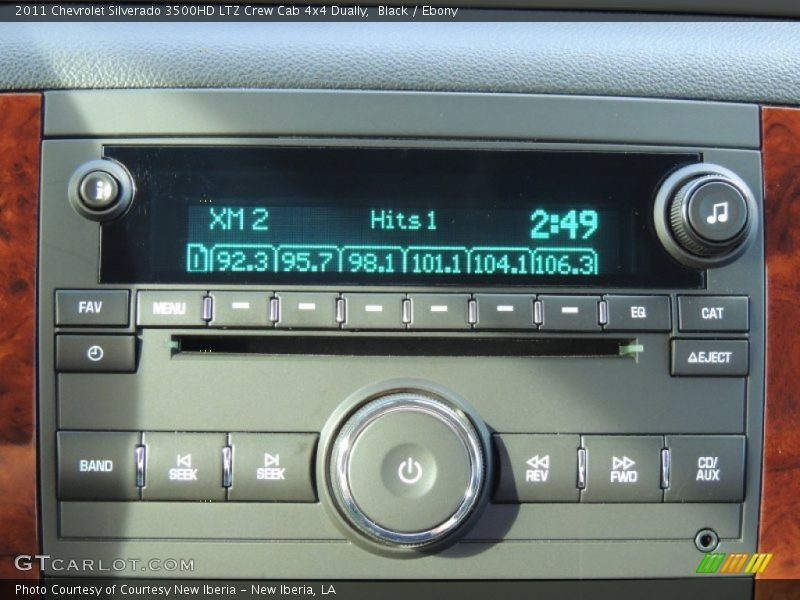 2011 Chevrolet Silverado 3500HD LTZ Crew Cab 4x4 Dually,  Black / Ebony
i
XM 2 Hits 1 2:49
1 92.3 95.7 98.1 101.1 104.1 106.3
FAV MENU EQ CAT
EJECT
BAND SEEK SEEK REV FWD CD/AUX
GTCARLOT.COM
Photo Courtesy of Courtesy New Iberia - New Iberia, LA